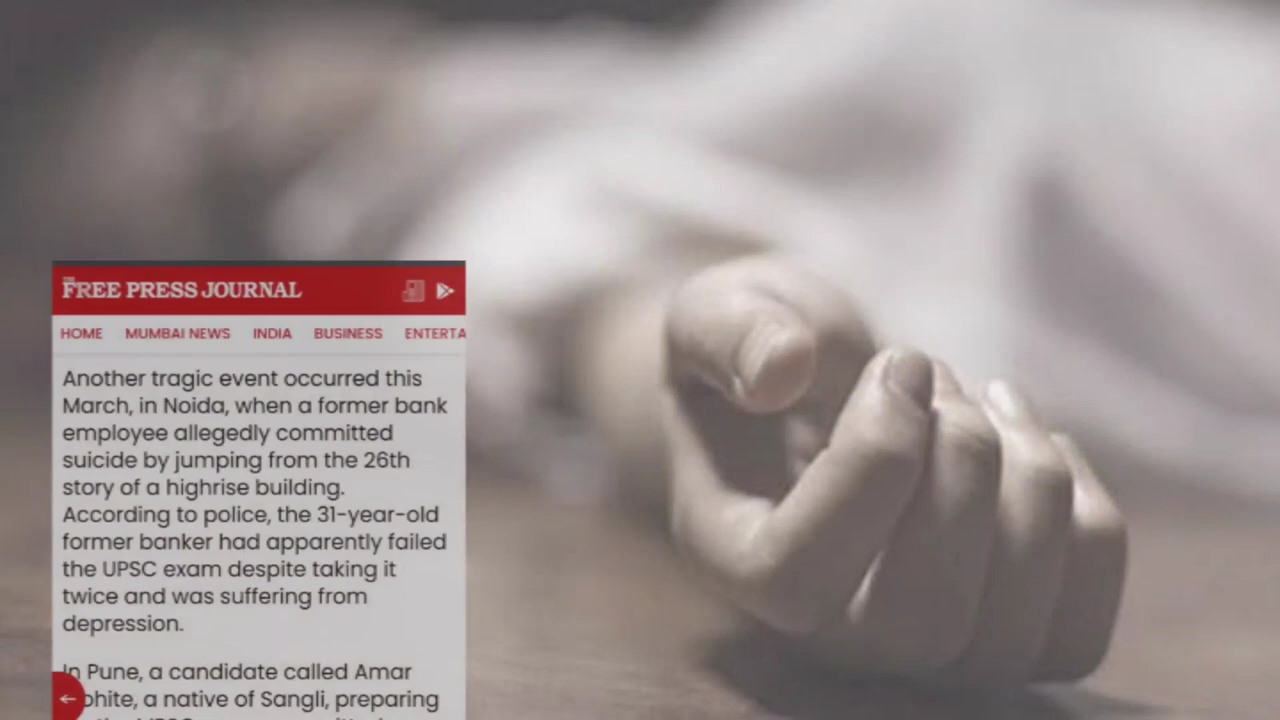 THE
FREE PRESS JOURNAL
HOME MUMBAI NEWS INDIA BUSINESS ENTERTA
Another tragic event occurred this
March, in Noida, when a former bank
employee allegedly committed
suicide by jumping from the 26th
story of a highrise building.
According to police, the 31-year-old
former banker had apparently failed
the UPSC exam despite taking it
twice and was suffering from
depression.
In Pune, a candidate called Amar
ohite, a native of Sangli, preparing